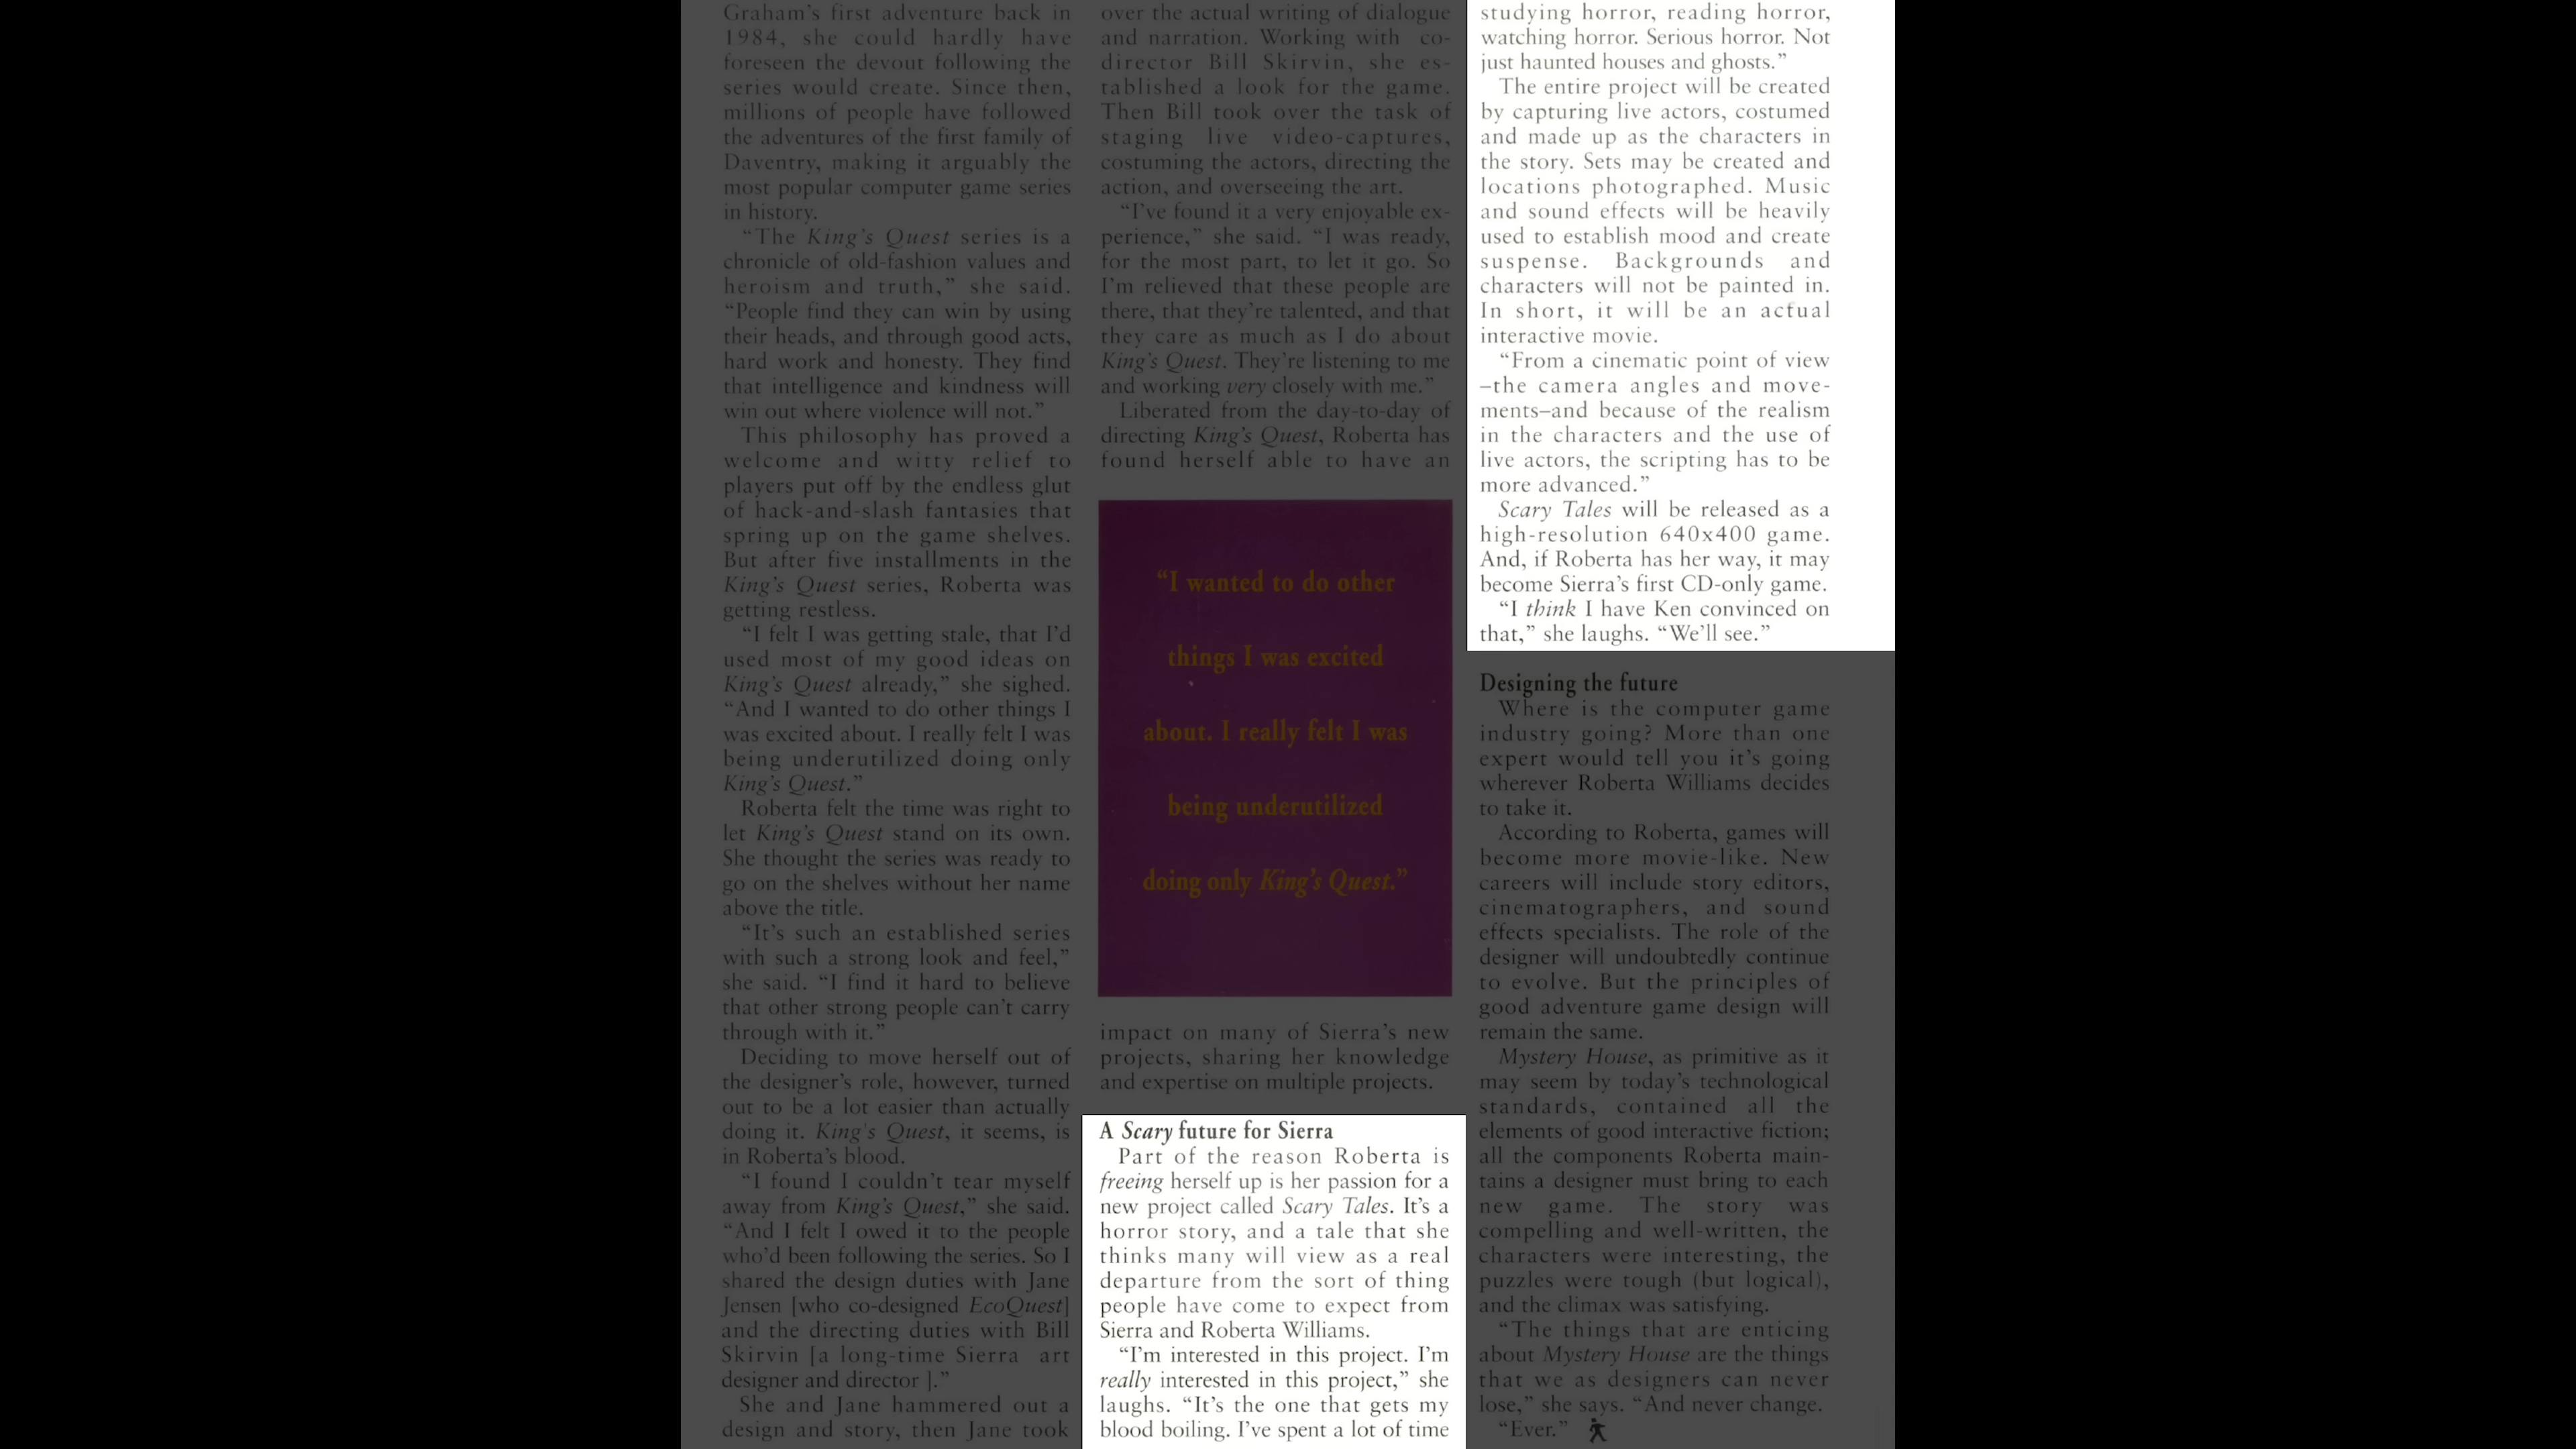 Graham's first adventure back in
1984, she could hardly have
foreseen the devout following the
series would create. Since then,
millions of people have followed
the adventures of the first family of
Daventry, making it arguably the
most popular computer game series
in history.
“The King's Quest series is a
chronicle of old-fashion values and
heroism and truth,” she said.
“People find they can win by using
their heads, and through good acts,
hard work and honesty. They find
that intelligence and kindness will
win out where violence will not.”
This philosophy has proved a
welcome and witty relief to
players put off by the endless glut
of hack-and-slash fantasies that
spring up on the game shelves.
But after five installments in the
King's Quest series, Roberta was
getting restless.
“I felt I was getting stale, that I'd
used most of my good ideas on
King's Quest already,” she sighed.
“And I wanted to do other things I
was excited about. I really felt I was
being underutilized doing only
King's Quest.”
Roberta felt the time was right to
let King's Quest stand on its own.
She thought the series was ready to
go on the shelves without her name
above the title.
“It's such an established series
with such a strong look and feel,”
she said. “I find it hard to believe
that other strong people can't carry
through with it.”
Deciding to move herself out of
the designer's role, however, turned
out to be a lot easier than actually
doing it. King's Quest, it seems, is
in Roberta's blood.
“I found I couldn't tear myself
away from King's Quest,” she said.
“And I felt I owed it to the people
who'd been following the series. So I
shared the design duties with Jane
Jensen [who co-designed EcoQuest]
and the directing duties with Bill
Skirvin [a long-time Sierra art
designer and director ].”
She and Jane hammered out a
design and story, then Jane took
over the actual writing of dialogue
and narration. Working with co-
director Bill Skirvin, she es-
tablished a look for the game.
Then Bill took over the task of
staging live video-captures,
costuming the actors, directing the
action, and overseeing the art.
“I've found it a very enjoyable ex-
perience,” she said. “I was ready,
for the most part, to let it go. So
I'm relieved that these people are
there, that they're talented, and that
they care as much as I do about
King's Quest. They're listening to me
and working very closely with me.”
Liberated from the day-to-day of
directing King's Quest, Roberta has
found herself able to have an
“I wanted to do other
things I was excited
about. I really felt I was
being underutilized
doing only King's Quest.”
impact on many of Sierra's new
projects, sharing her knowledge
and expertise on multiple projects.
A Scary future for Sierra
Part of the reason Roberta is
freeing herself up is her passion for a
new project called Scary Tales. It's a
horror story, and a tale that she
thinks many will view as a real
departure from the sort of thing
people have come to expect from
Sierra and Roberta Williams.
“I'm interested in this project. I'm
really interested in this project,” she
laughs. “It's the one that gets my
blood boiling. I've spent a lot of time
studying horror, reading horror,
watching horror. Serious horror. Not
just haunted houses and ghosts.”
The entire project will be created
by capturing live actors, costumed
and made up as the characters in
the story. Sets may be created and
locations photographed. Music
and sound effects will be heavily
used to establish mood and create
suspense. Backgrounds and
characters will not be painted in.
In short, it will be an actual
interactive movie.
“From a cinematic point of view
–the camera angles and move-
ments–and because of the realism
in the characters and the use of
live actors, the scripting has to be
more advanced.”
Scary Tales will be released as a
high-resolution 640x400 game.
And, if Roberta has her way, it may
become Sierra's first CD-only game.
“I think I have Ken convinced on
that,” she laughs. “We'll see.”
Designing the future
Where is the computer game
industry going? More than one
expert would tell you it's going
wherever Roberta Williams decides
to take it.
According to Roberta, games will
become more movie-like. New
careers will include story editors,
cinematographers, and sound
effects specialists. The role of the
designer will undoubtedly continue
to evolve. But the principles of
good adventure game design will
remain the same.
Mystery House, as primitive as it
may seem by today's technological
standards, contained all the
elements of good interactive fiction;
all the components Roberta main-
tains a designer must bring to each
new game. The story was
compelling and well-written, the
characters were interesting, the
puzzles were tough (but logical),
and the climax was satisfying.
“The things that are enticing
about Mystery House are the things
that we as designers can never
lose,” she says. “And never change.
“Ever.”